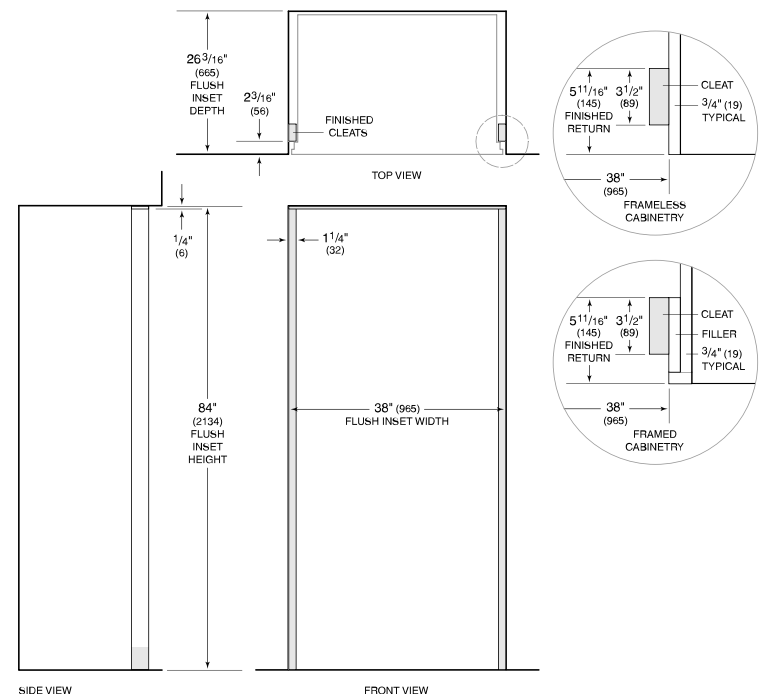 26 3/16"
(665)
FLUSH
INSET
DEPTH
2 3/16"
(56)
FINISHED
CLEATS
TOP VIEW
5 11/16"
(145)
FINISHED
RETURN
3 1/2"
(89)
CLEAT
3/4" (19)
TYPICAL
38"
(965)
FRAMELESS
CABINETRY
1/4"
(6)
1 1/4"
(32)
5 11/16"
(145)
FINISHED
RETURN
3 1/2"
(89)
CLEAT
FILLER
3/4" (19)
TYPICAL
38"
(965)
FRAMED
CABINETRY
84"
(2134)
FLUSH
INSET
HEIGHT
38" (965)
FLUSH INSET WIDTH
SIDE VIEW
FRONT VIEW